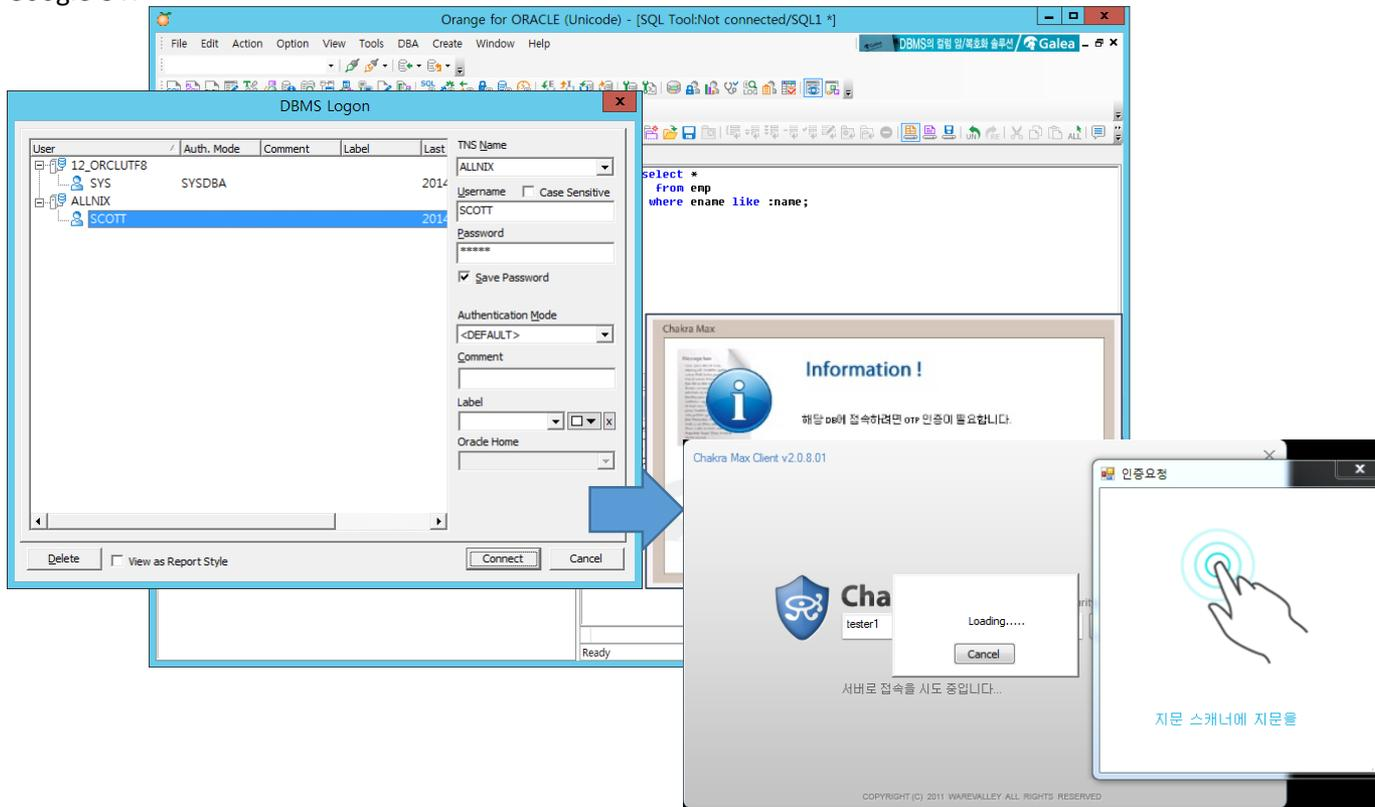 Orange for ORACLE (Unicode) - [SQL Tool:Not connected/SQL1 *]
File Edit Action Option View Tools DBA Create Window Help
DBMS의 컬럼 암/복호화 솔루션 / Galea
DBMS Logon
User / Auth. Mode Comment Label Last
12_ORCLUTF8
SYS SYSDBA 2014
ALLNIX
SCOTT 2014
TNS Name
ALLNIX
Username Case Sensitive
SCOTT
Password
*****
Save Password
Authentication Mode
<DEFAULT>
Comment
Label
x
Oracle Home
Delete View as Report Style Connect Cancel
select *
from emp
where ename like :name;
Ready
Chakra Max
Information !
해당 DB에 접속하려면 OTP 인증이 필요합니다.
Chakra Max Client v2.0.8.01
Cha
tester1
Loading.....
Cancel
서버로 접속을 시도 중입니다...
COPYRIGHT (C) 2011 WAREVALLEY ALL RIGHTS RESERVED
인증요청
지문 스캐너에 지문을